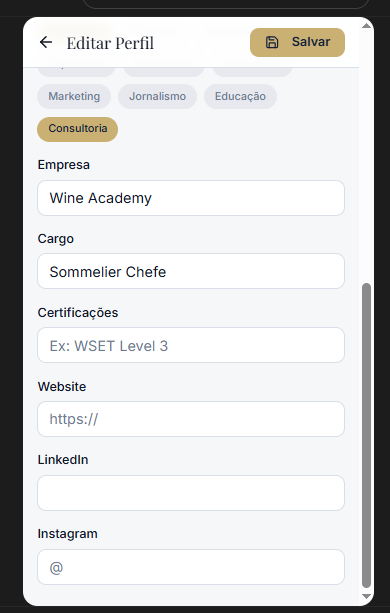 Editar Perfil
Salvar
Marketing
Jornalismo
Educação
Consultoria
Empresa
Wine Academy
Cargo
Sommelier Chefe
Certificações
Ex: WSET Level 3
Website
https://
LinkedIn
Instagram
@